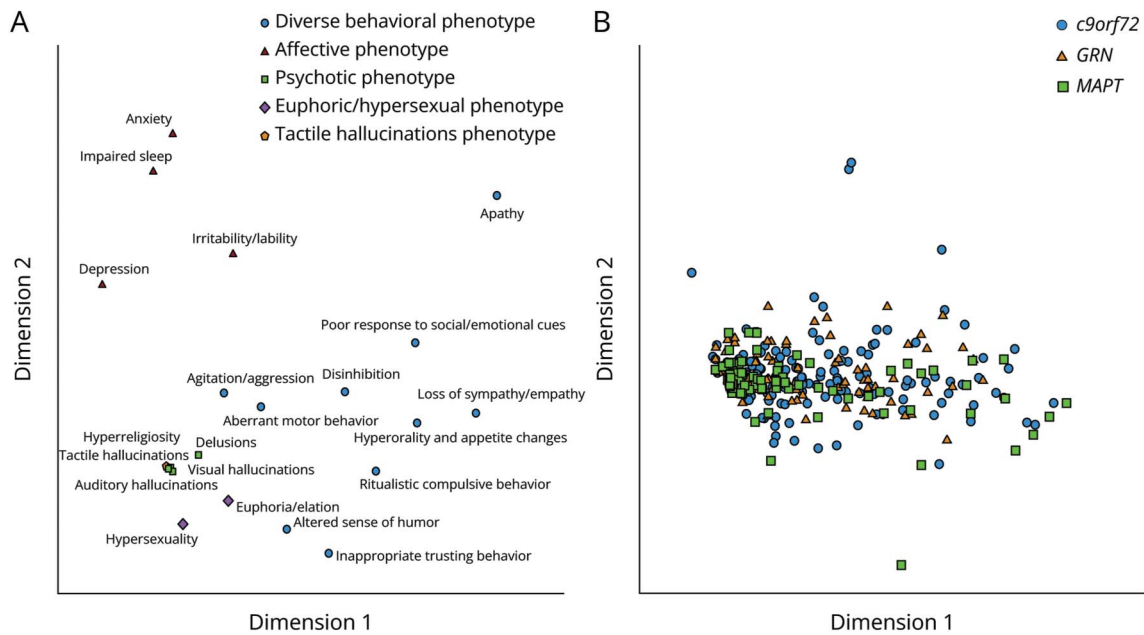 A
Diverse behavioral phenotype
Affective phenotype
Psychotic phenotype
Euphoric/hypersexual phenotype
Tactile hallucinations phenotype
Anxiety
Impaired sleep
Apathy
Irritability/lability
Depression
Poor response to social/emotional cues
Agitation/aggression
Disinhibition
Loss of sympathy/empathy
Aberrant motor behavior
Hyperorality and appetite changes
Hyperreligiosity
Delusions
Tactile hallucinations
Visual hallucinations
Auditory hallucinations
Ritualistic compulsive behavior
Euphoria/elation
Altered sense of humor
Hypersexuality
Inappropriate trusting behavior
Dimension 2
Dimension 1
B
c9orf72
GRN
MAPT
Dimension 2
Dimension 1